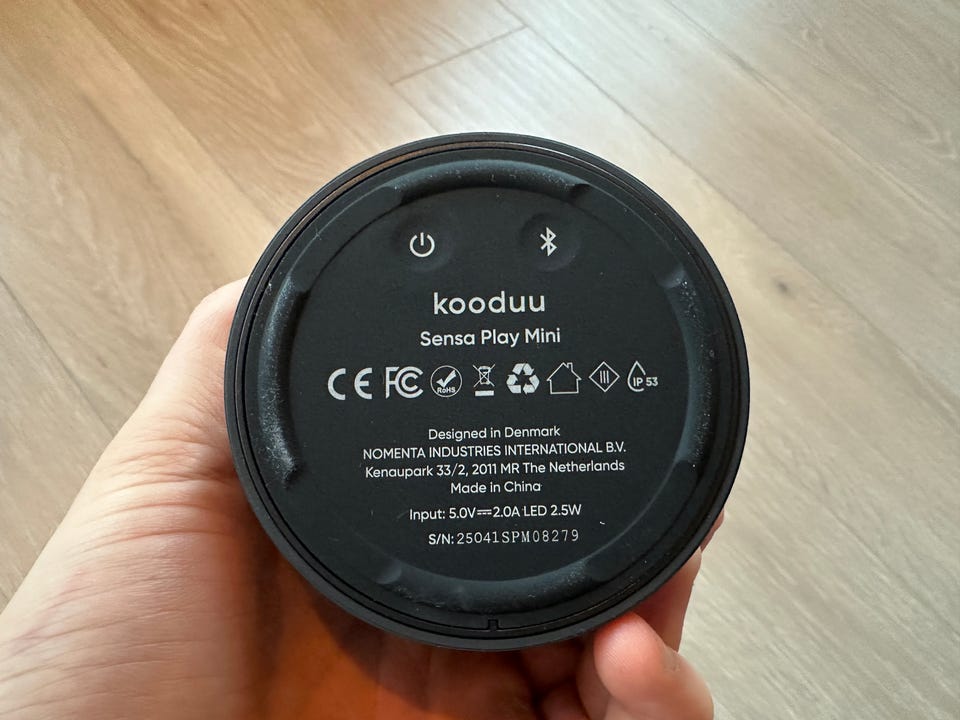 kooduu
Sensa Play Mini
CE FC RoHS IP 53
Designed in Denmark
NOMENTA INDUSTRIES INTERNATIONAL B.V.
Kenaupark 33/2, 2011 MR The Netherlands
Made in China
Input: 5.0V⎓2.0A LED 2.5W
S/N: 25041SPM08279